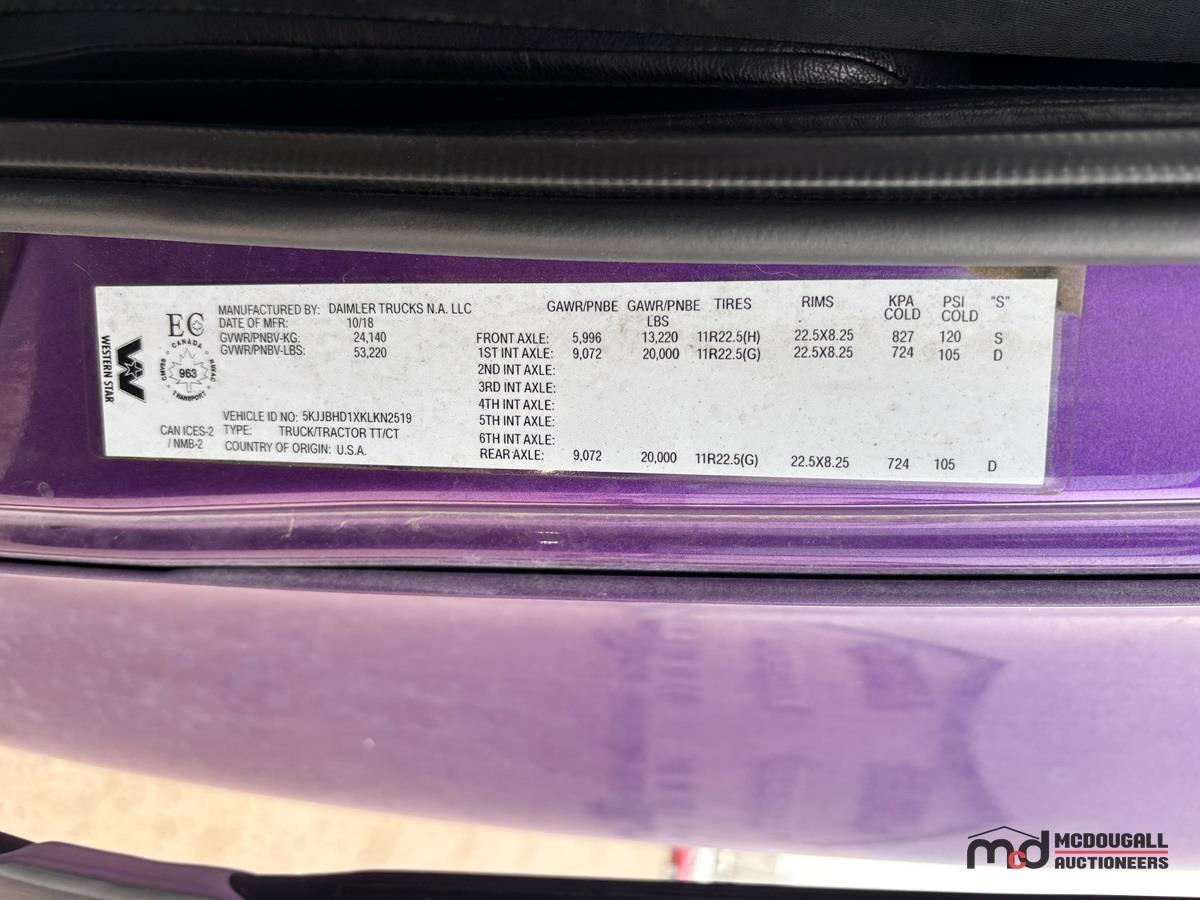 WESTERN STAR
EC
CANADA
CMVSS 963 NSVAC
TRANSPORT
CAN ICES-2
/ NMB-2
MANUFACTURED BY: DAIMLER TRUCKS N.A. LLC
DATE OF MFR: 10/18
GVWR/PNBV-KG: 24,140
GVWR/PNBV-LBS: 53,220
VEHICLE ID NO: 5KJJBHD1XKLKN2519
TYPE: TRUCK/TRACTOR TT/CT
COUNTRY OF ORIGIN: U.S.A.
GAWR/PNBE GAWR/PNBE TIRES RIMS KPA PSI "S"
LBS COLD COLD
FRONT AXLE: 5,996 13,220 11R22.5(H) 22.5X8.25 827 120 S
1ST INT AXLE: 9,072 20,000 11R22.5(G) 22.5X8.25 724 105 D
2ND INT AXLE:
3RD INT AXLE:
4TH INT AXLE:
5TH INT AXLE:
6TH INT AXLE:
REAR AXLE: 9,072 20,000 11R22.5(G) 22.5X8.25 724 105 D
mcd MCDOUGALL
AUCTIONEERS